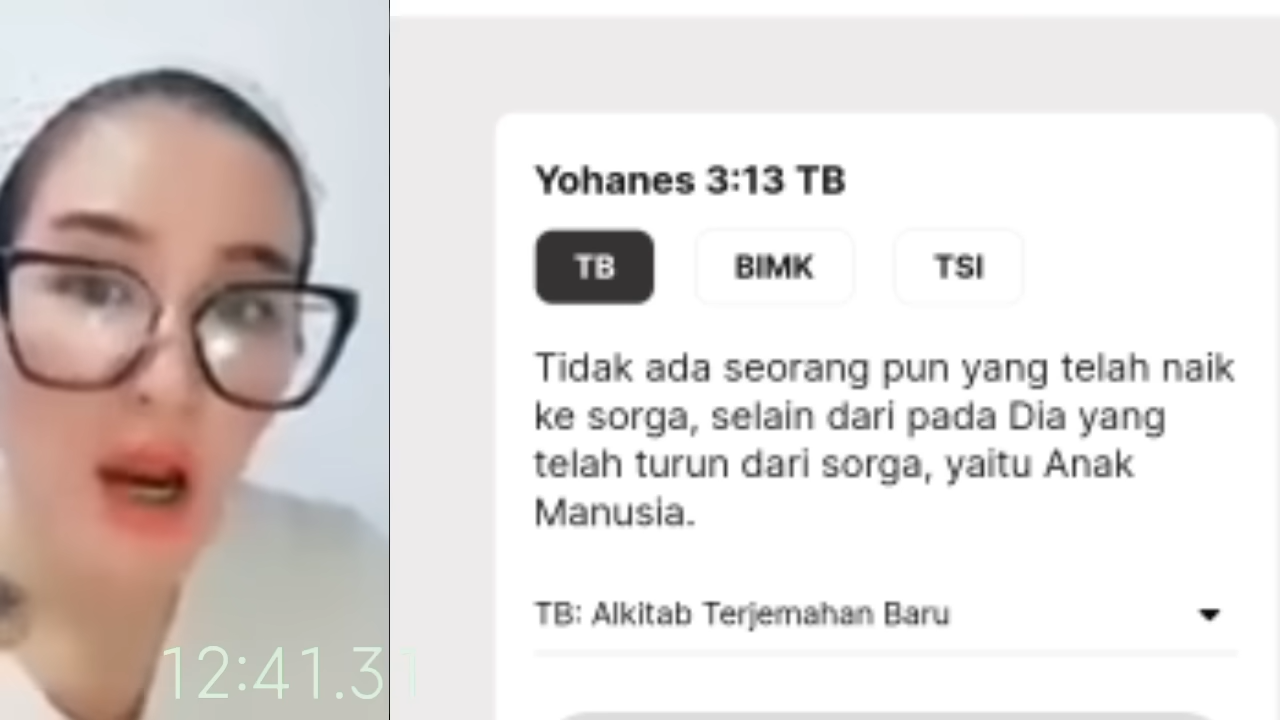 Yohanes 3:13 TB
TB BIMK TSI
Tidak ada seorang pun yang telah naik
ke sorga, selain dari pada Dia yang
telah turun dari sorga, yaitu Anak
Manusia.
TB: Alkitab Terjemahan Baru
12:41.31